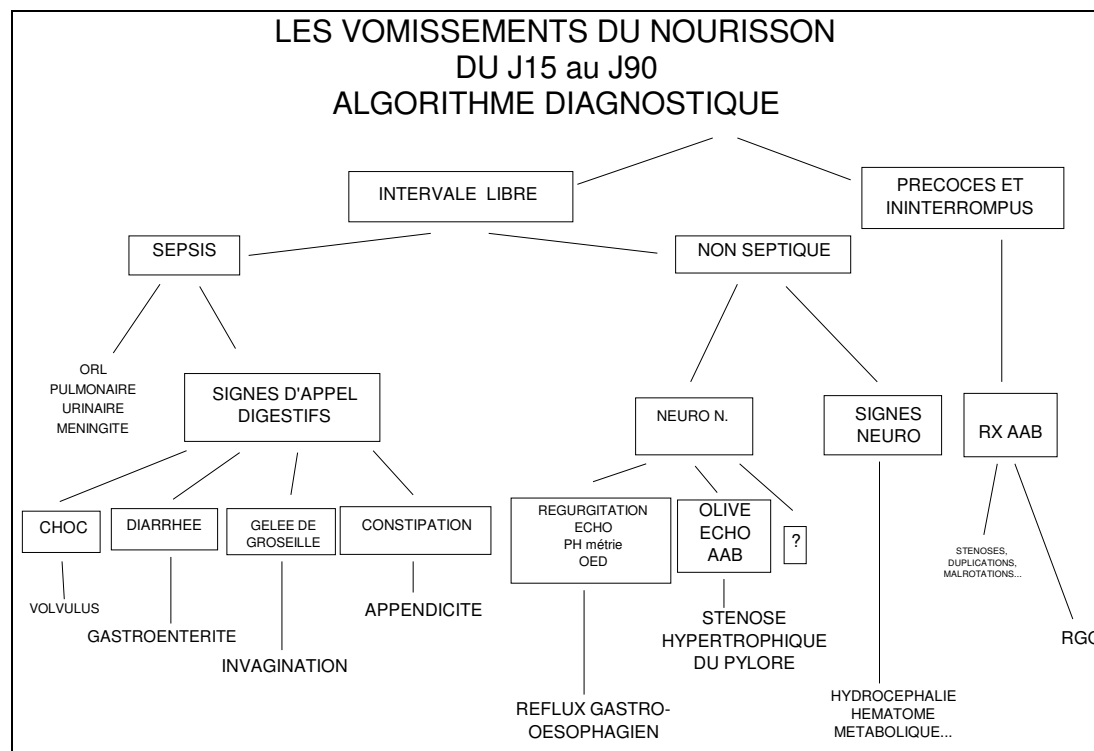 LES VOMISSEMENTS DU NOURISSON
DU J15 au J90
ALGORITHME DIAGNOSTIQUE
INTERVALE LIBRE
PRECOCES ET
ININTERROMPUS
SEPSIS
NON SEPTIQUE
ORL
PULMONAIRE
URINAIRE
MENINGITE
SIGNES D'APPEL
DIGESTIFS
NEURO N.
SIGNES
NEURO
RX AAB
CHOC
DIARRHEE
GELEE DE
GROSEILLE
CONSTIPATION
REGURGITATION
ECHO
PH métrie
OED
OLIVE
ECHO
AAB
?
STENOSES,
DUPLICATIONS,
MALROTATIONS...
VOLVULUS
GASTROENTERITE
INVAGINATION
APPENDICITE
STENOSE
HYPERTROPHIQUE
DU PYLORE
RGO
REFLUX GASTRO-
OESOPHAGIEN
HYDROCEPHALIE
HEMATOME
METABOLIQUE...